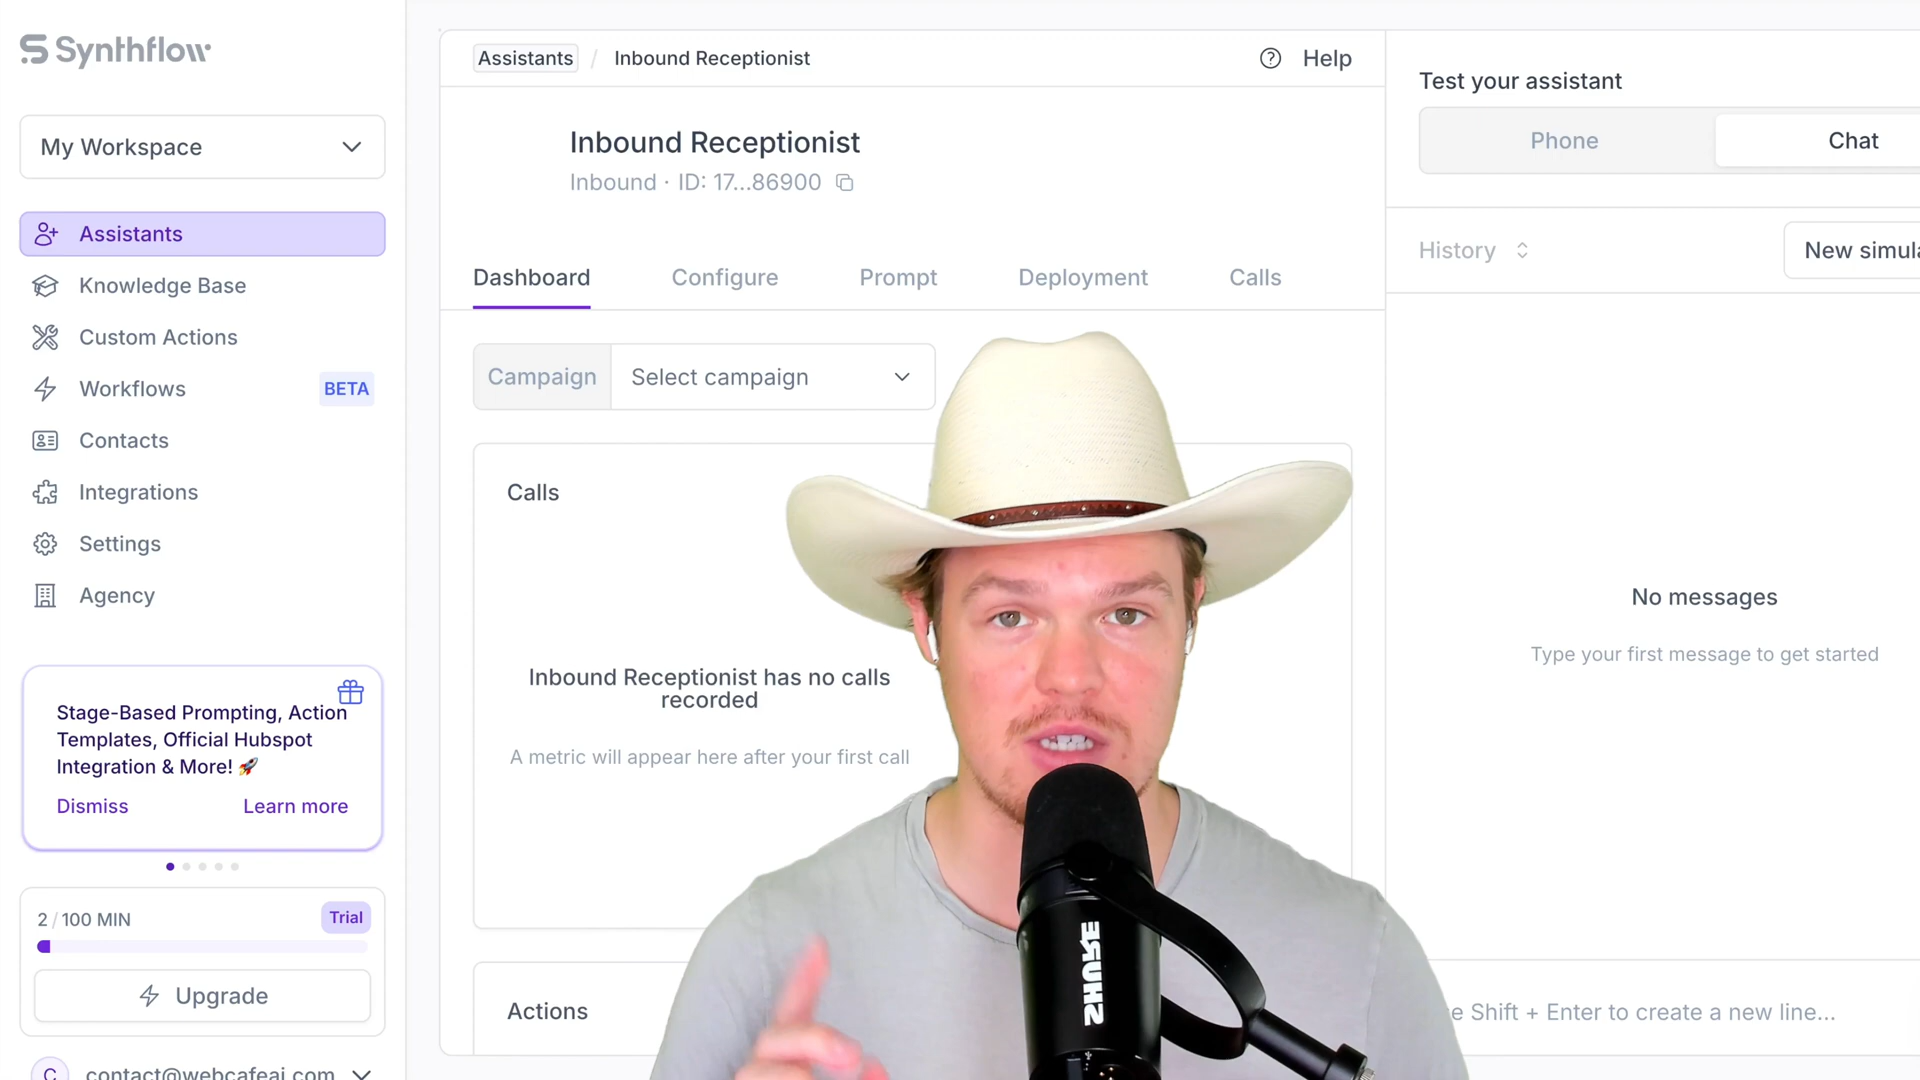 Synthflow
My Workspace
Assistants
Knowledge Base
Custom Actions
Workflows BETA
Contacts
Integrations
Settings
Agency
Stage-Based Prompting, Action
Templates, Official Hubspot
Integration & More! 🚀
Dismiss Learn more
2 / 100 MIN Trial
Upgrade
C contact@webcafeai.com
Assistants / Inbound Receptionist Help
Inbound Receptionist
Inbound · ID: 17...86900
Dashboard Configure Prompt Deployment Calls
Campaign Select campaign
Calls
Inbound Receptionist has no calls
recorded
A metric will appear here after your first call
Actions
SHURE
Test your assistant
Phone Chat
History New simula
No messages
Type your first message to get started
e Shift + Enter to create a new line...